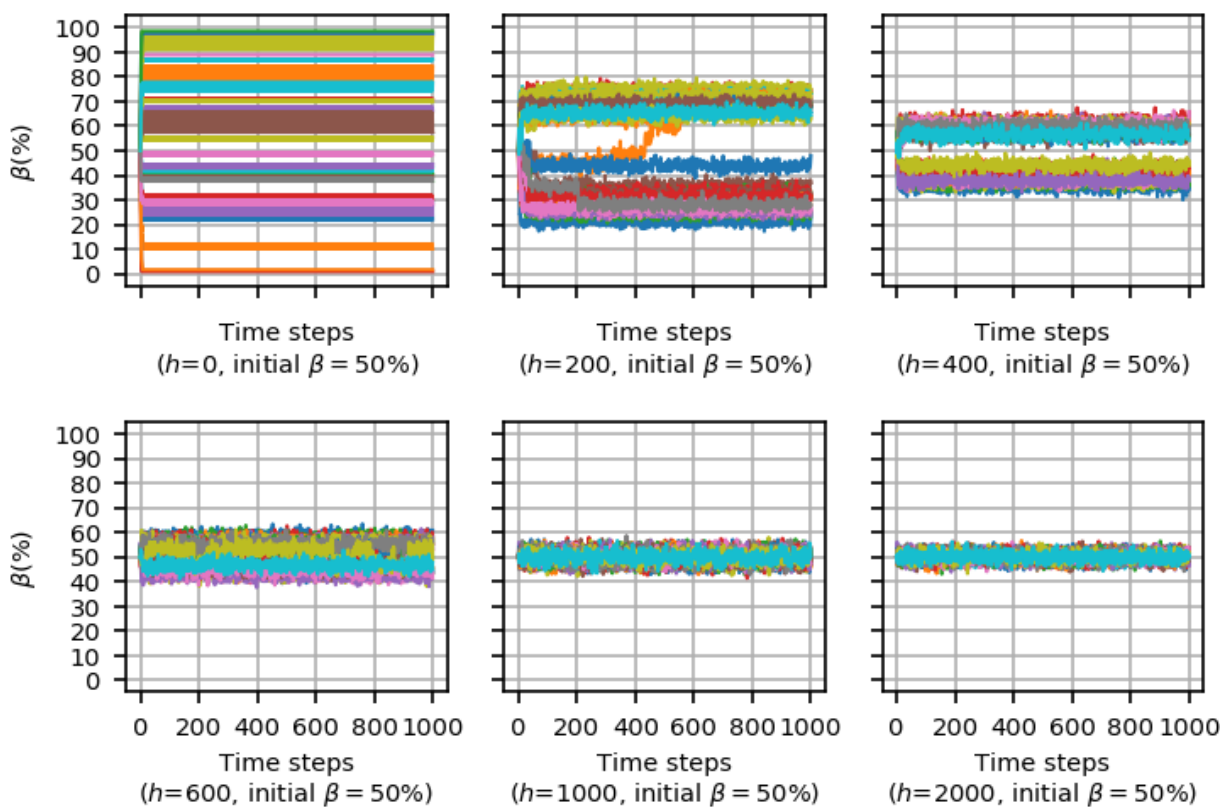 100
90
80
70
60
50
40
30
20
10
0
β(%)
Time steps
(h=0, initial β = 50%)
Time steps
(h=200, initial β = 50%)
Time steps
(h=400, initial β = 50%)
100
90
80
70
60
50
40
30
20
10
0
β(%)
0 200 400 600 800 1000
Time steps
(h=600, initial β = 50%)
0 200 400 600 800 1000
Time steps
(h=1000, initial β = 50%)
0 200 400 600 800 1000
Time steps
(h=2000, initial β = 50%)